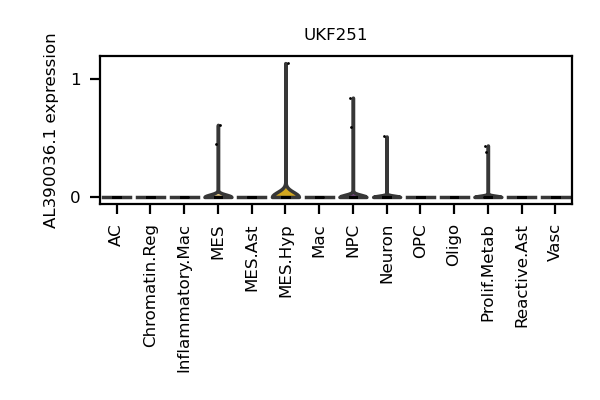 UKF251
AL390036.1 expression
1
0
AC
Chromatin.Reg
Inflammatory.Mac
MES
MES.Ast
MES.Hyp
Mac
NPC
Neuron
OPC
Oligo
Prolif.Metab
Reactive.Ast
Vasc